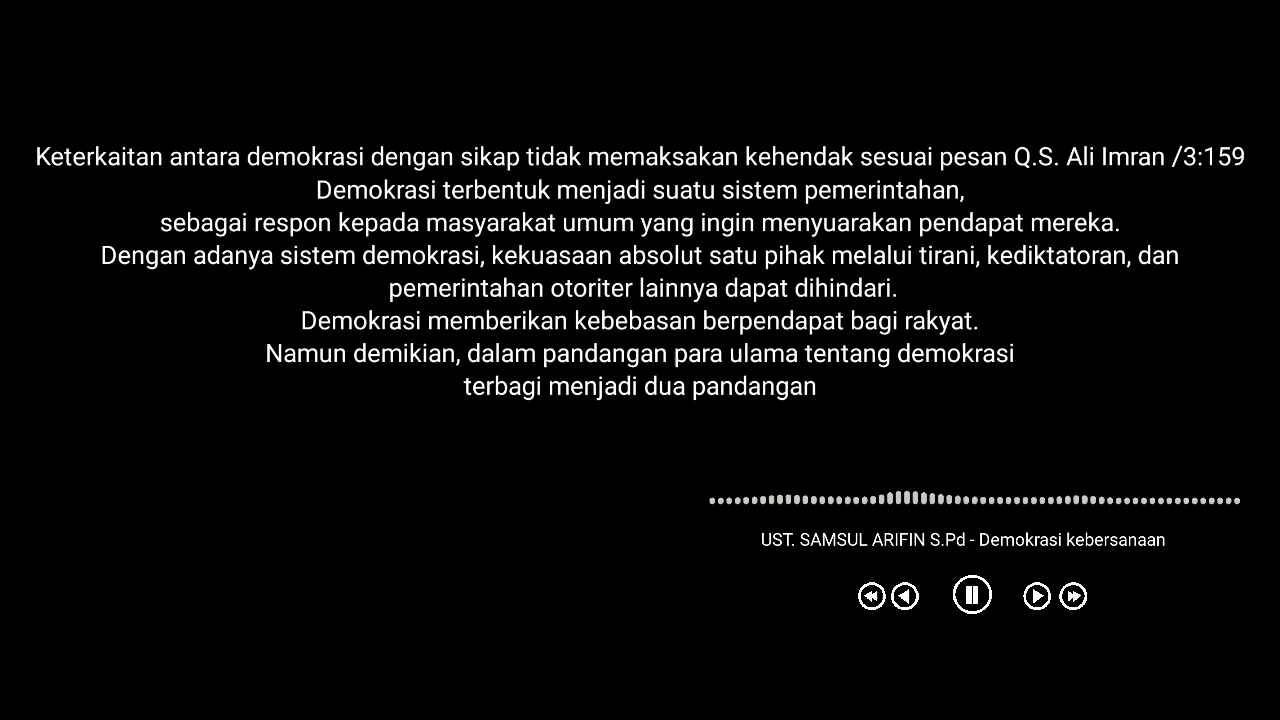 Keterkaitan antara demokrasi dengan sikap tidak memaksakan kehendak sesuai pesan Q.S. Ali Imran /3:159
Demokrasi terbentuk menjadi suatu sistem pemerintahan,
sebagai respon kepada masyarakat umum yang ingin menyuarakan pendapat mereka.
Dengan adanya sistem demokrasi, kekuasaan absolut satu pihak melalui tirani, kediktatoran, dan
pemerintahan otoriter lainnya dapat dihindari.
Demokrasi memberikan kebebasan berpendapat bagi rakyat.
Namun demikian, dalam pandangan para ulama tentang demokrasi
terbagi menjadi dua pandangan
UST. SAMSUL ARIFIN S.Pd - Demokrasi kebersanaan